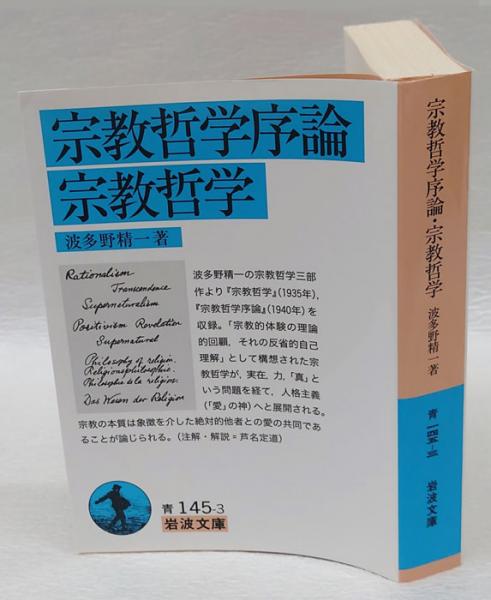 宗教哲学序論
宗教哲学
波多野精一著
Rationalism
Transcendence
Supernaturalism
Positivism Revelation
Supernatural
Philosophy of religion.
Religionsphilosophie.
Philosophie de la religion.
Das Wesen der Religion
波多野精一の宗教哲学三部
作より『宗教哲学』(1935年),
『宗教哲学序論』(1940年)を
収録。「宗教的体験の理論
的回顧,それの反省的自己
理解」として構想された宗
教哲学が,実在,力,「真」と
いう問題を経て,人格主義
(「愛」の神)へと展開される。
宗教の本質は象徴を介した絶対的他者との愛の共同であ
ることが論じられる。(注解・解説=芦名定道)
青 145-3
岩波文庫
宗教哲学序論・宗教哲学
波多野精一著
青 一四五-三
岩波文庫